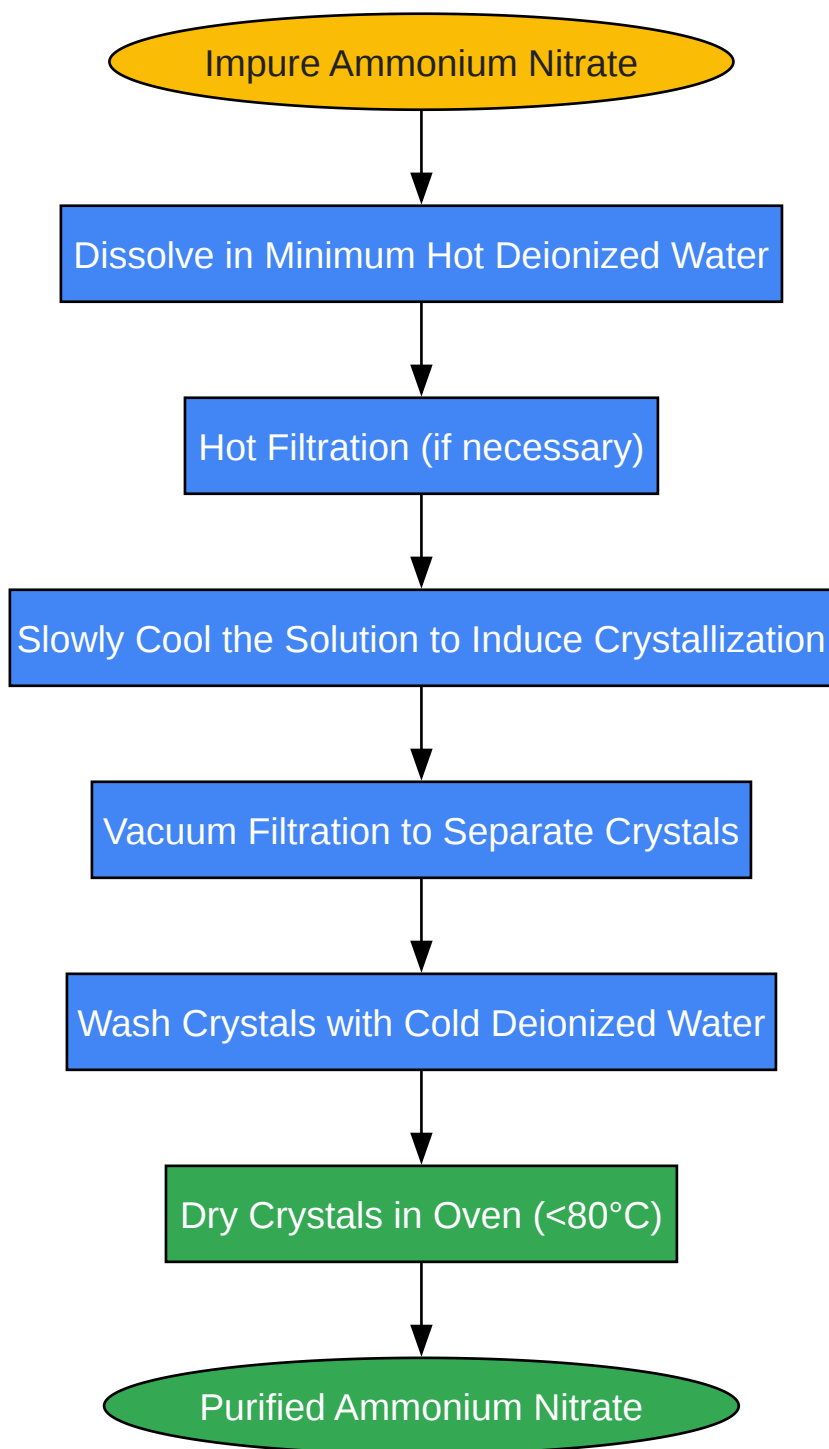 Impure Ammonium Nitrate
Dissolve in Minimum Hot Deionized Water
Hot Filtration (if necessary)
Slowly Cool the Solution to Induce Crystallization
Vacuum Filtration to Separate Crystals
Wash Crystals with Cold Deionized Water
Dry Crystals in Oven (<80°C)
Purified Ammonium Nitrate